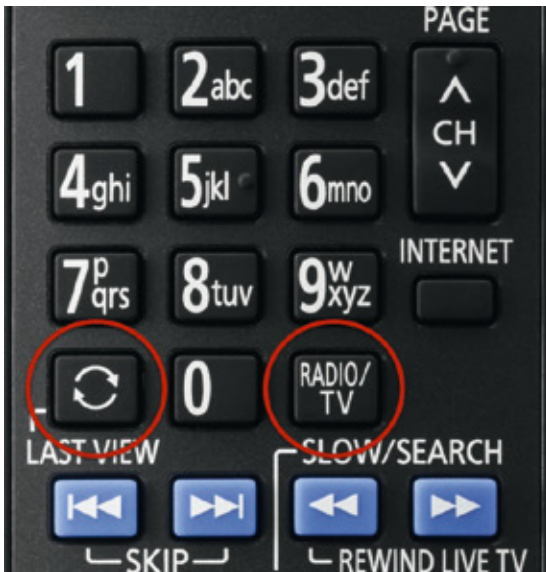 PAGE
1 2abc 3def
CH
4ghi 5jkl 6mno
INTERNET
7pqrs 8tuv 9wxyz
0 RADIO/
TV
LAST VIEW SLOW/SEARCH
SKIP REWIND LIVE TV